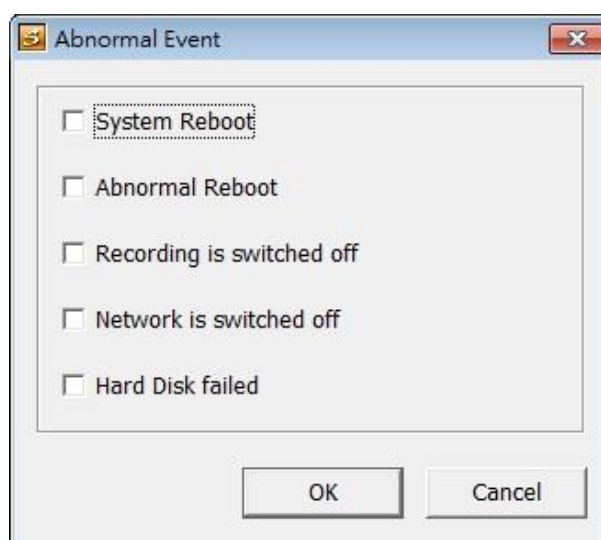 Abnormal Event
System Reboot
Abnormal Reboot
Recording is switched off
Network is switched off
Hard Disk failed
OK
Cancel